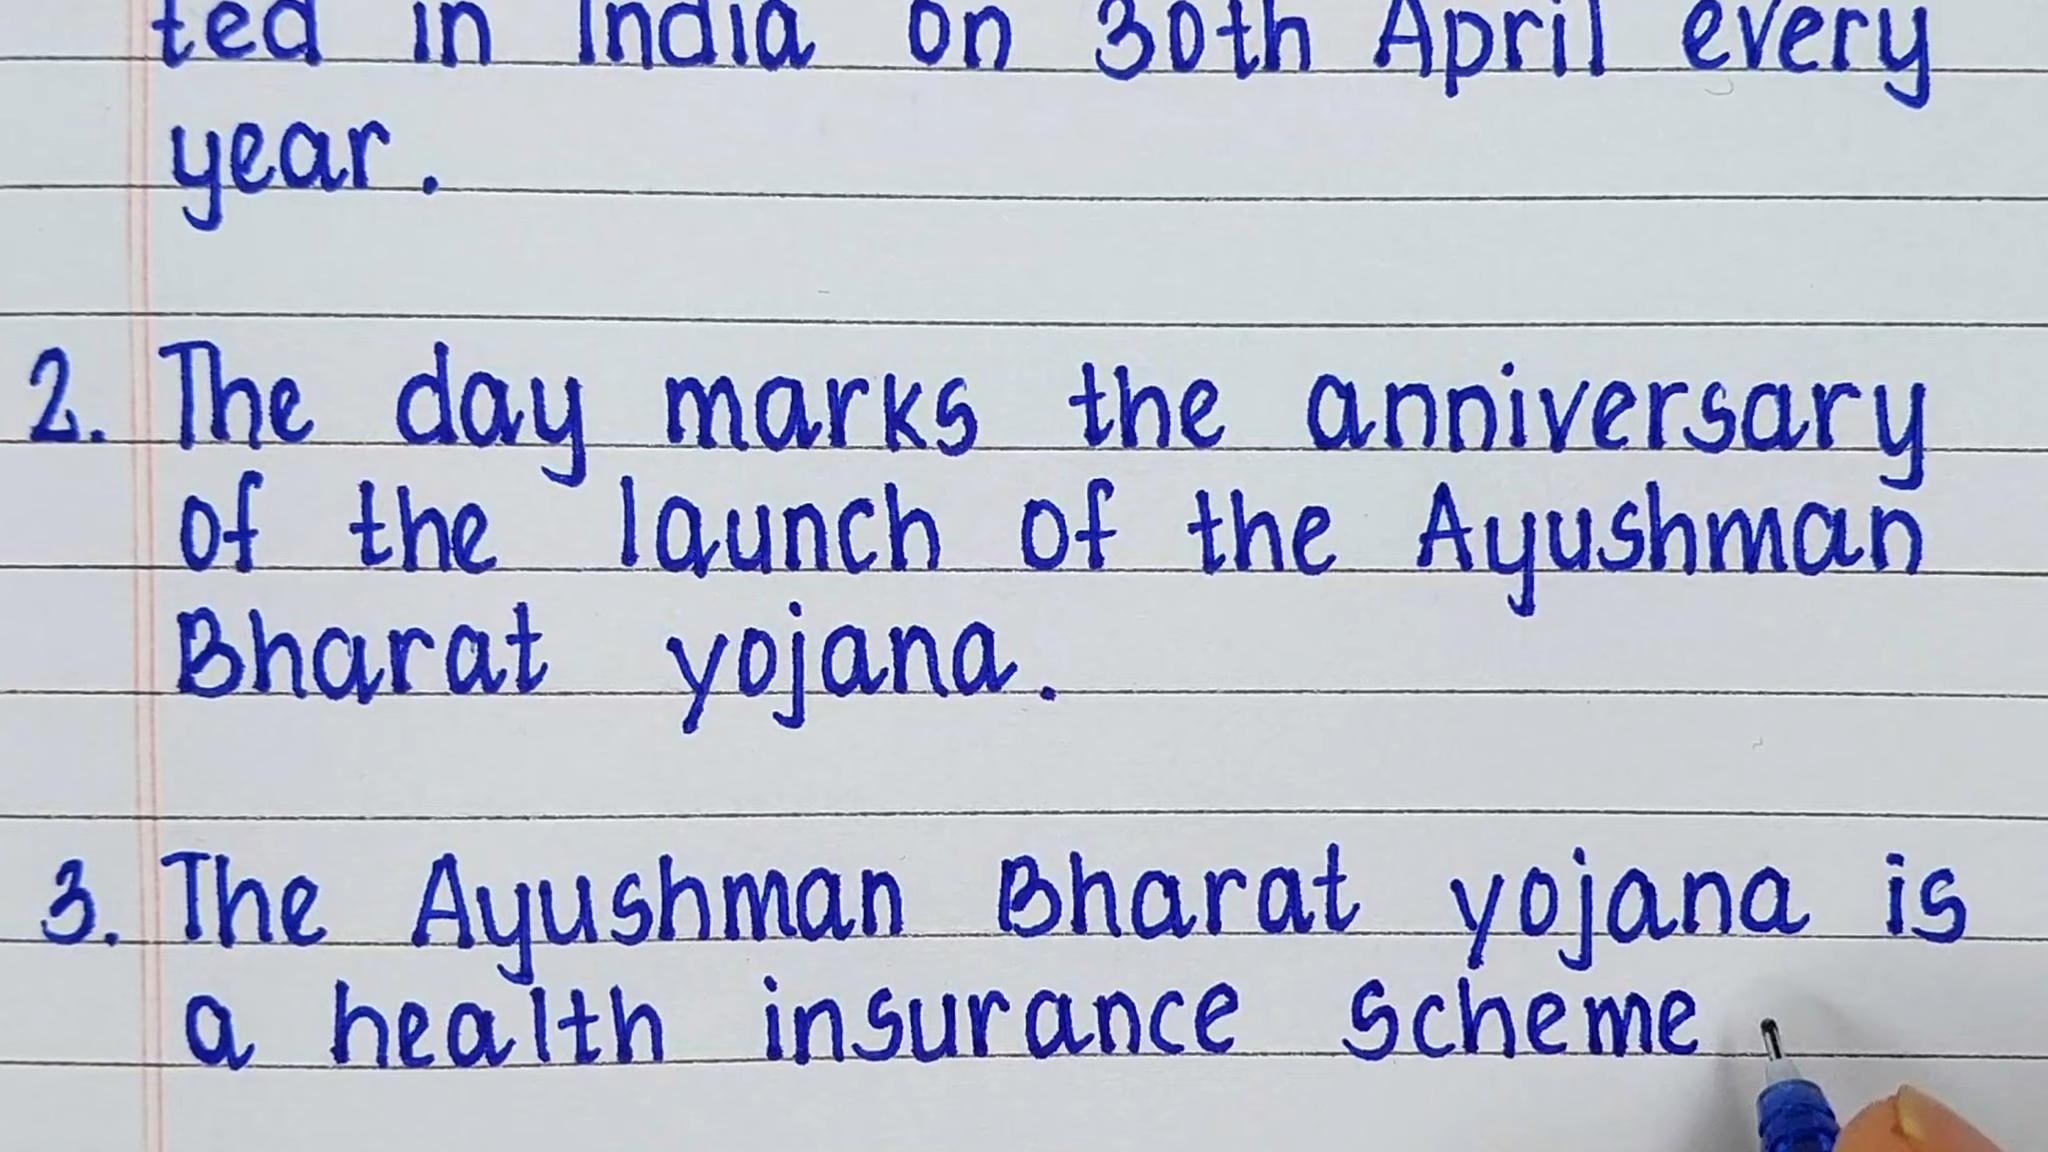 ted in India on 30th April every
year.
2. The day marks the anniversary
of the launch of the Ayushman
Bharat yojana.
3. The Ayushman Bharat yojana is
a health insurance scheme